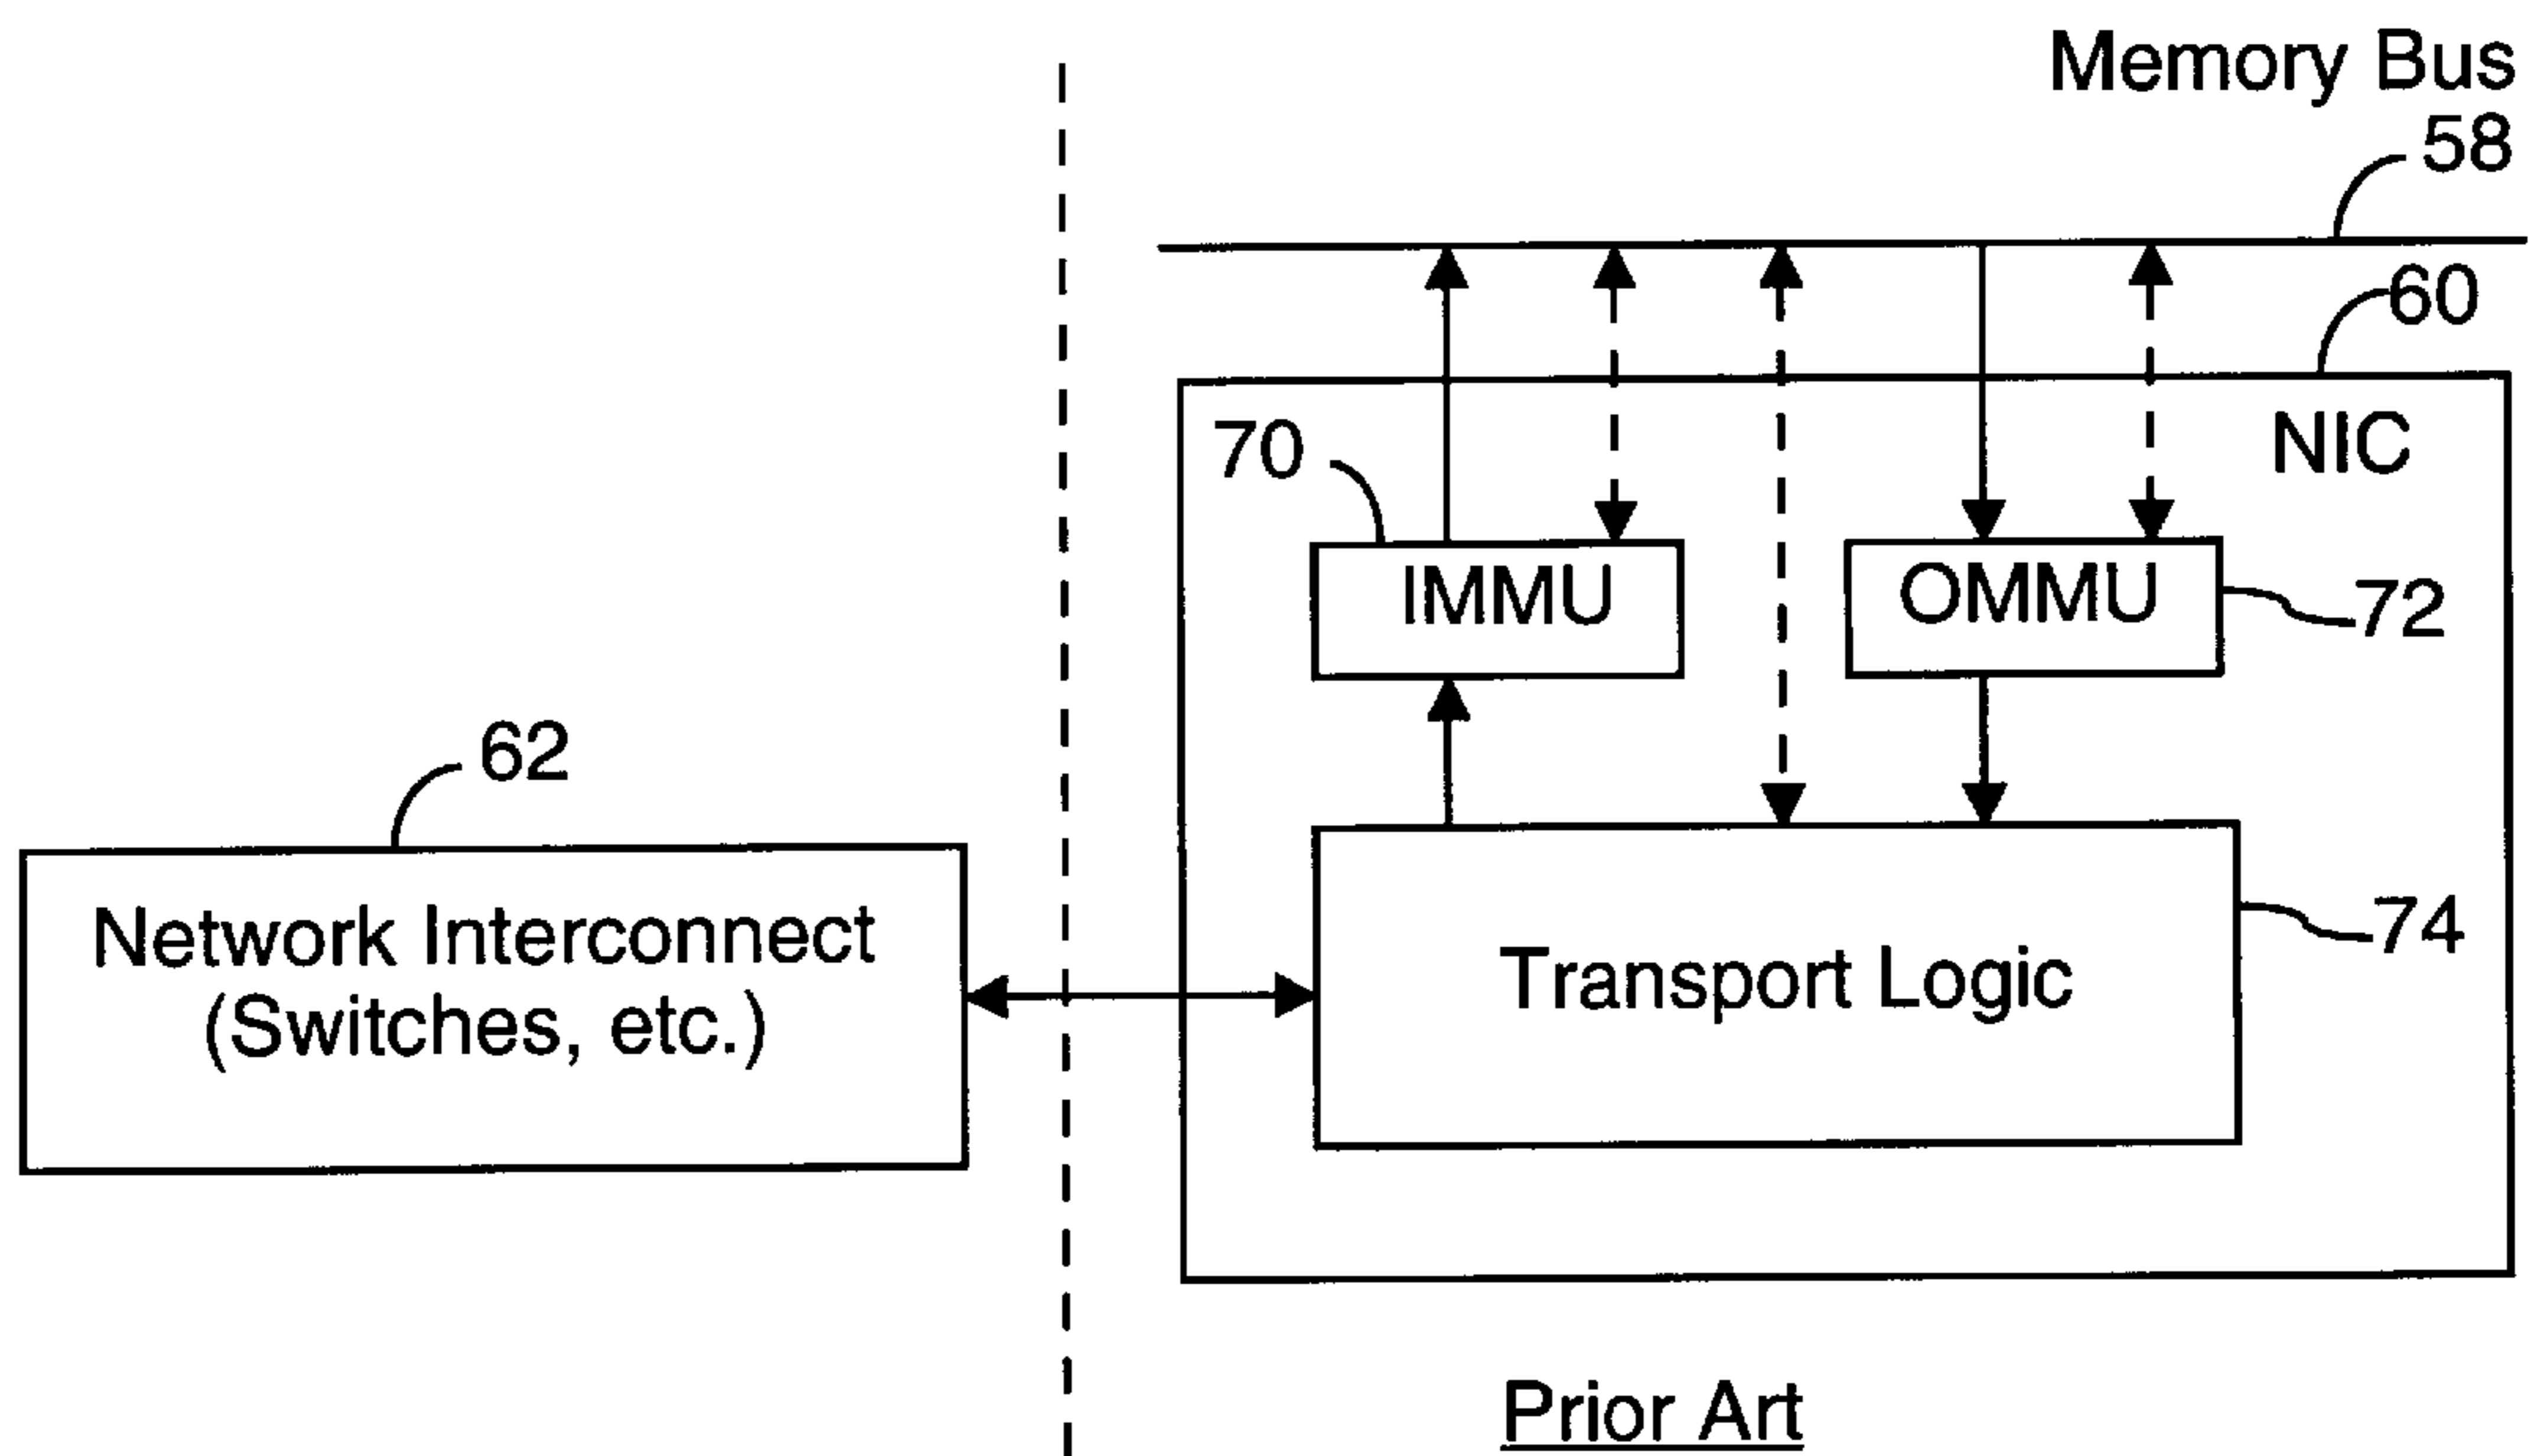 Memory Bus
58
60
NIC
70
IMMU
OMMU
72
62
Network Interconnect
(Switches, etc.)
74
Transport Logic
Prior Art